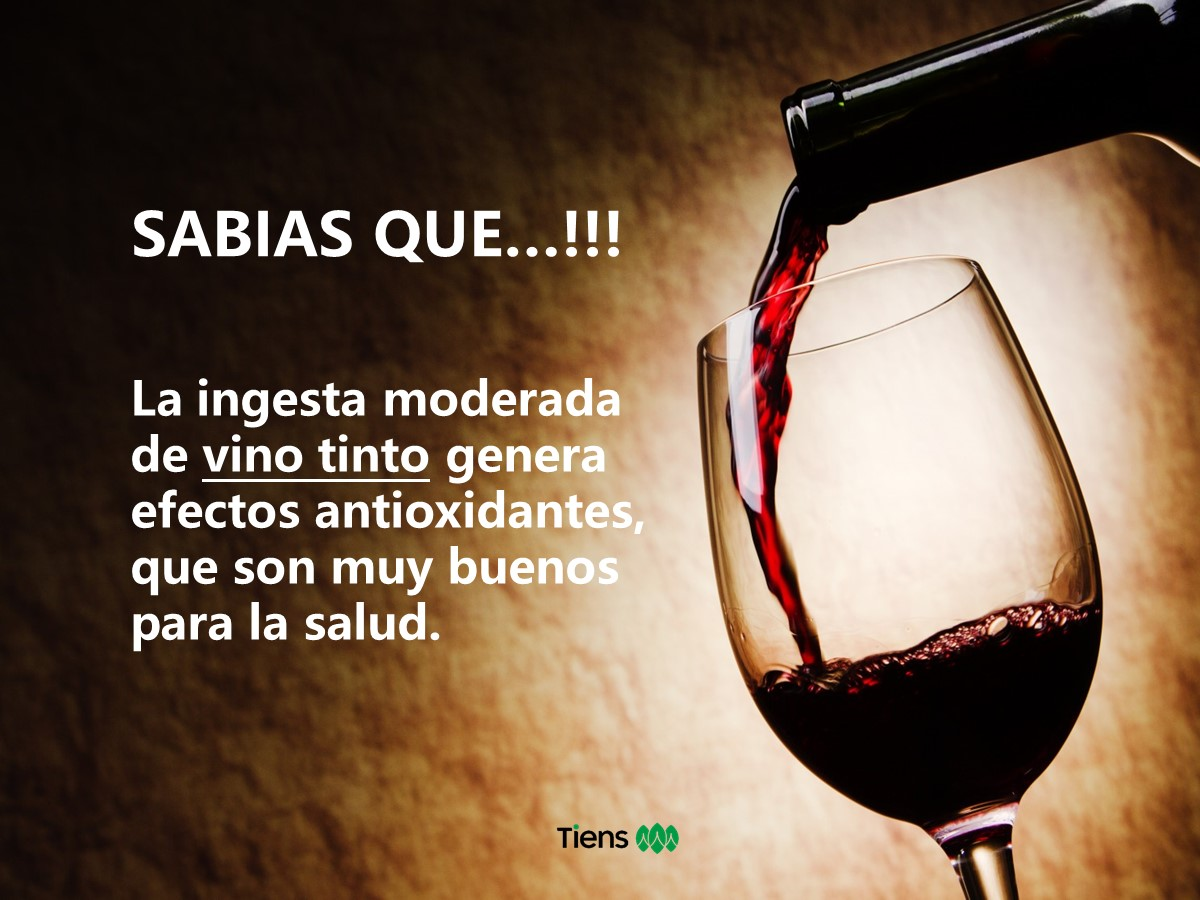 SABIAS QUE...!!!
La ingesta moderada
de vino tinto genera
efectos antioxidantes,
que son muy buenos
para la salud.
Tiens